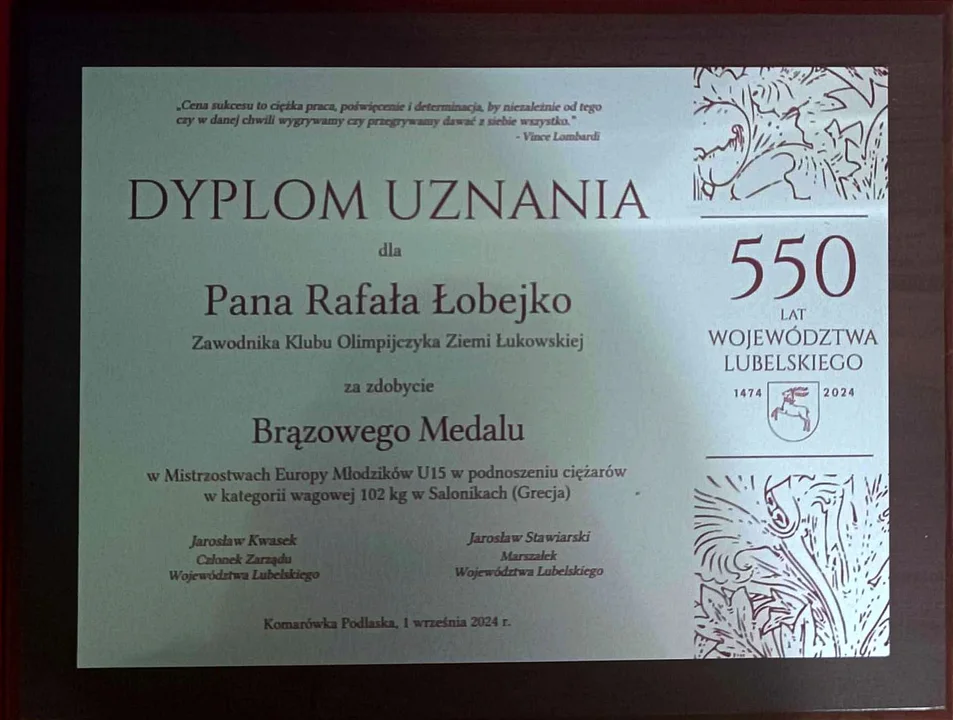 „Cena sukcesu to ciężka praca, poświęcenie i determinacja, by niezależnie od tego
czy w danej chwili wygrywamy czy przegrywamy dawać z siebie wszystko."
- Vince Lombardi
DYPLOM UZNANIA
dla
Pana Rafała Łobejko
Zawodnika Klubu Olimpijczyka Ziemi Łukowskiej
za zdobycie
Brązowego Medalu
w Mistrzostwach Europy Młodzików U15 w podnoszeniu ciężarów
w kategorii wagowej 102 kg w Salonikach (Grecja)
Jarosław Kwasek
Członek Zarządu
Województwa Lubelskiego
Jarosław Stawiarski
Marszałek
Województwa Lubelskiego
Komarówka Podlaska, 1 września 2024 r.
550
LAT
WOJEWÓDZTWA
LUBELSKIEGO
1474 2024